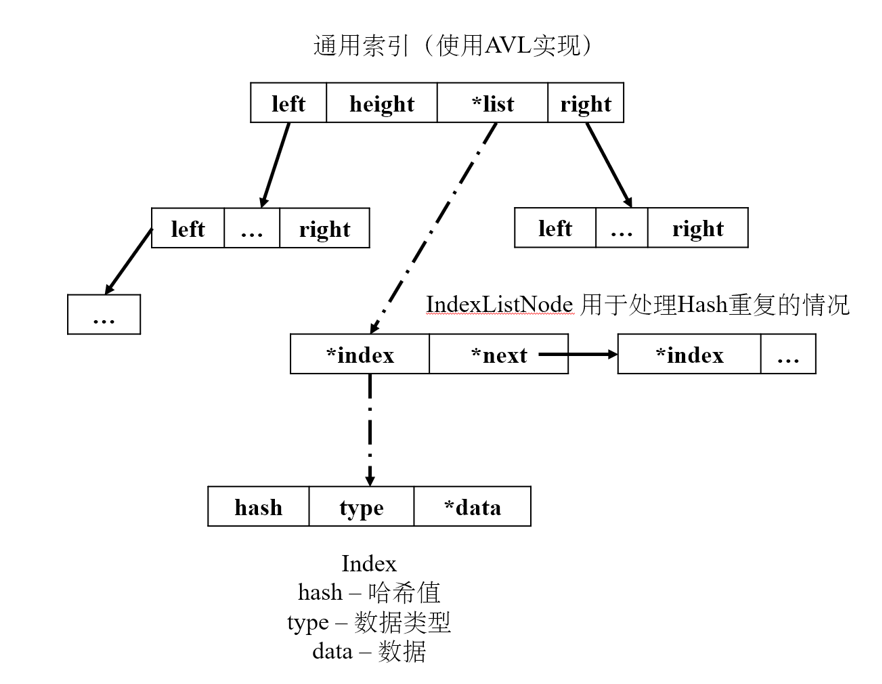 通用索引（使用AVL实现）
left height *list right
left … right
left … right
…
IndexListNode 用于处理Hash重复的情况
*index *next
*index …
hash type *data
Index
hash – 哈希值
type – 数据类型
data – 数据